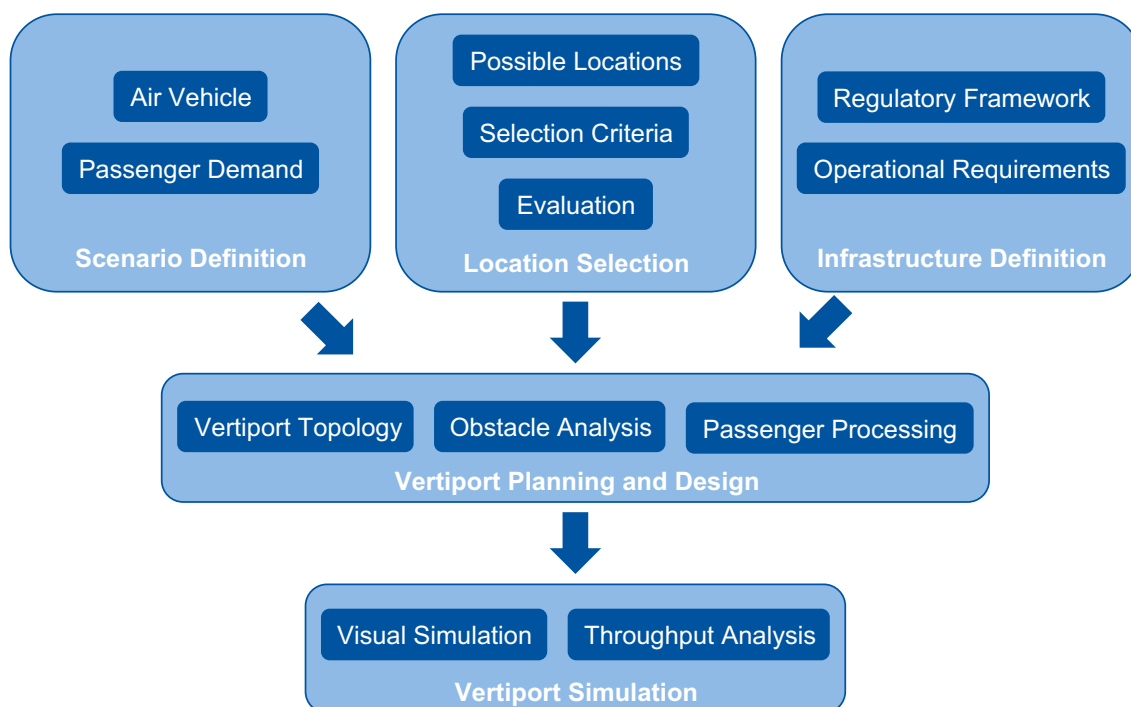 Air Vehicle
Passenger Demand
Scenario Definition
Possible Locations
Selection Criteria
Evaluation
Location Selection
Regulatory Framework
Operational Requirements
Infrastructure Definition
Vertiport Topology
Obstacle Analysis
Passenger Processing
Vertiport Planning and Design
Visual Simulation
Throughput Analysis
Vertiport Simulation